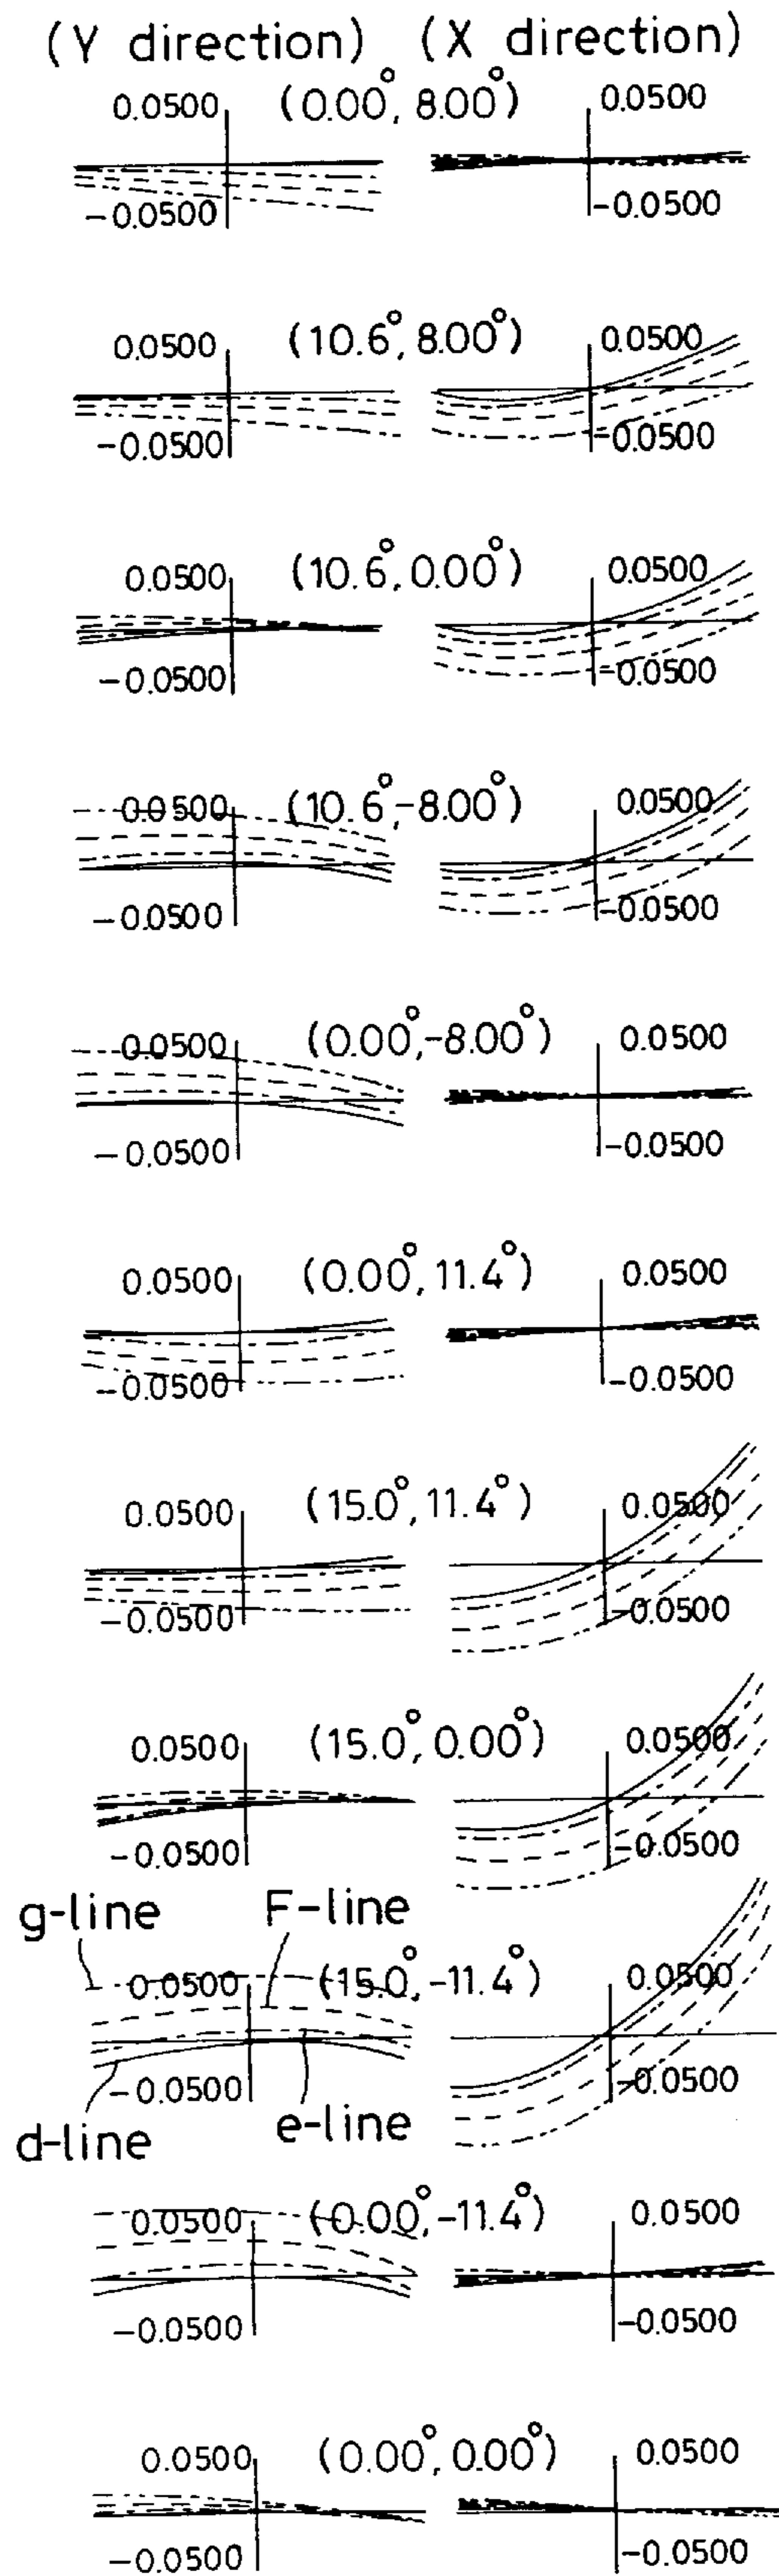 (Y direction) (X direction)
0.0500 (0.00°, 8.00°) 0.0500
-0.0500 -0.0500
0.0500 (10.6°, 8.00°) 0.0500
-0.0500 -0.0500
0.0500 (10.6°, 0.00°) 0.0500
-0.0500 -0.0500
0.0500 (10.6°,-8.00°) 0.0500
-0.0500 -0.0500
0.0500 (0.00°,-8.00°) 0.0500
-0.0500 -0.0500
0.0500 (0.00°, 11.4°) 0.0500
-0.0500 -0.0500
0.0500 (15.0°, 11.4°) 0.0500
-0.0500 -0.0500
0.0500 (15.0°, 0.00°) 0.0500
-0.0500 -0.0500
g-line F-line
0.0500 (15.0°,-11.4°) 0.0500
-0.0500 -0.0500
d-line e-line
0.0500 (0.00°,-11.4°) 0.0500
-0.0500 -0.0500
0.0500 (0.00°, 0.00°) 0.0500
-0.0500 -0.0500